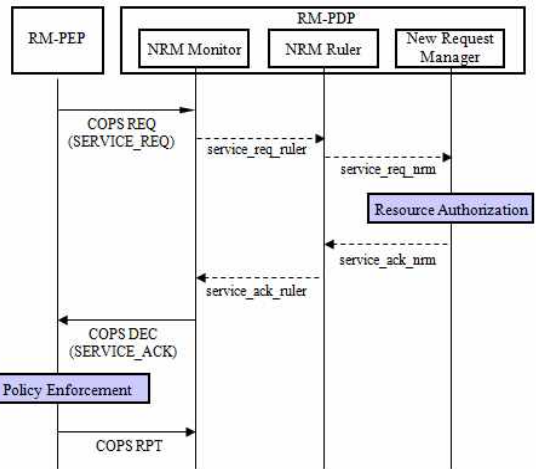 RM-PDP
RM-PEP
NRM Monitor
NRM Ruler
New Request
Manager
COPS REQ
(SERVICE_REQ)
service_req_ruler
service_req_nrm
Resource Authorization
service_ack_nrm
service_ack_ruler
COPS DEC
(SERVICE_ACK)
Policy Enforcement
COPS RPT